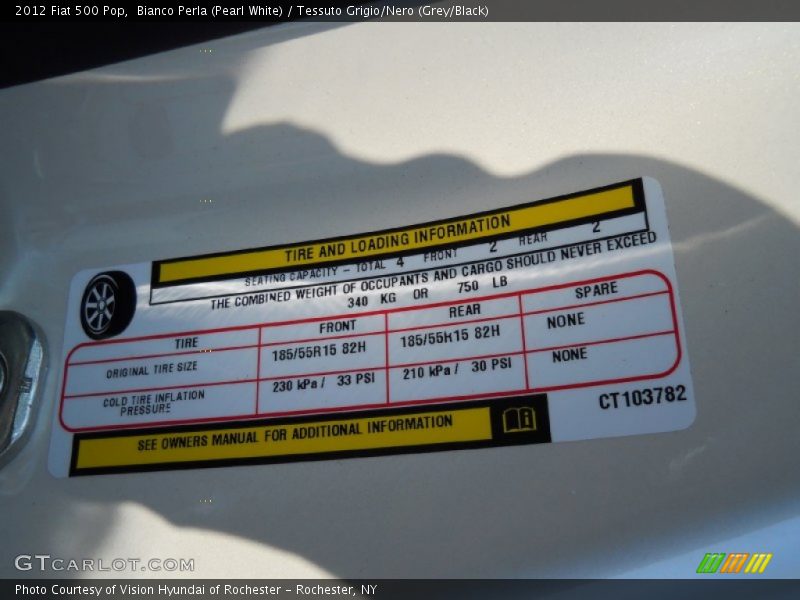 2012 Fiat 500 Pop,  Bianco Perla (Pearl White) / Tessuto Grigio/Nero (Grey/Black)
TIRE AND LOADING INFORMATION
SEATING CAPACITY - TOTAL 4 FRONT 2 REAR 2
THE COMBINED WEIGHT OF OCCUPANTS AND CARGO SHOULD NEVER EXCEED
340 KG OR 750 LB
TIRE FRONT REAR SPARE
ORIGINAL TIRE SIZE 185/55R15 82H 185/55R15 82H NONE
COLD TIRE INFLATION PRESSURE 230 kPa / 33 PSI 210 kPa / 30 PSI NONE
CT103782
SEE OWNERS MANUAL FOR ADDITIONAL INFORMATION
GTCARLOT.COM
Photo Courtesy of Vision Hyundai of Rochester - Rochester, NY